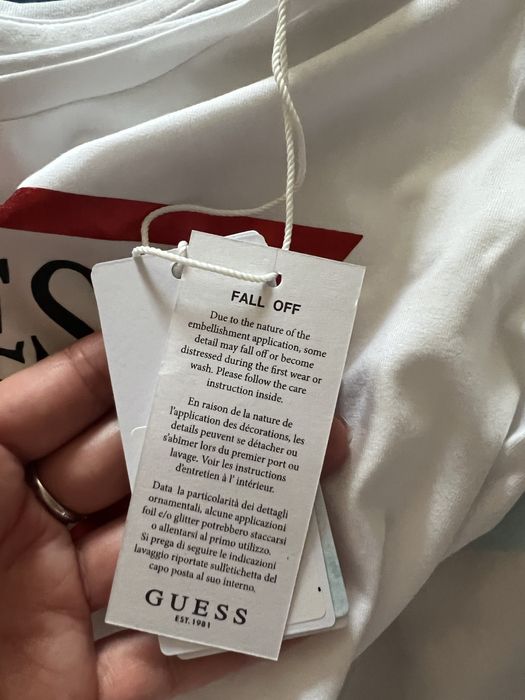 ES
FALL OFF
Due to the nature of the
embellishment application, some
detail may fall off or become
distressed during the first wear or
wash. Please follow the care
instruction inside.
En raison de la nature de
l'application des décorations, les
details peuvent se détacher ou
s'abimer lors du premier port ou
lavage. Voir les instructions
d'entretien à l' intérieur.
Data la particolarità dei dettagli
ornamentali, alcune applicazioni
foil e/o glitter potrebbero staccarsi
o allentarsi al primo utilizzo.
Si prega di seguire le indicazioni
lavaggio riportate sull'etichetta del
capo posta al suo interno.
GUESS
EST. 1981